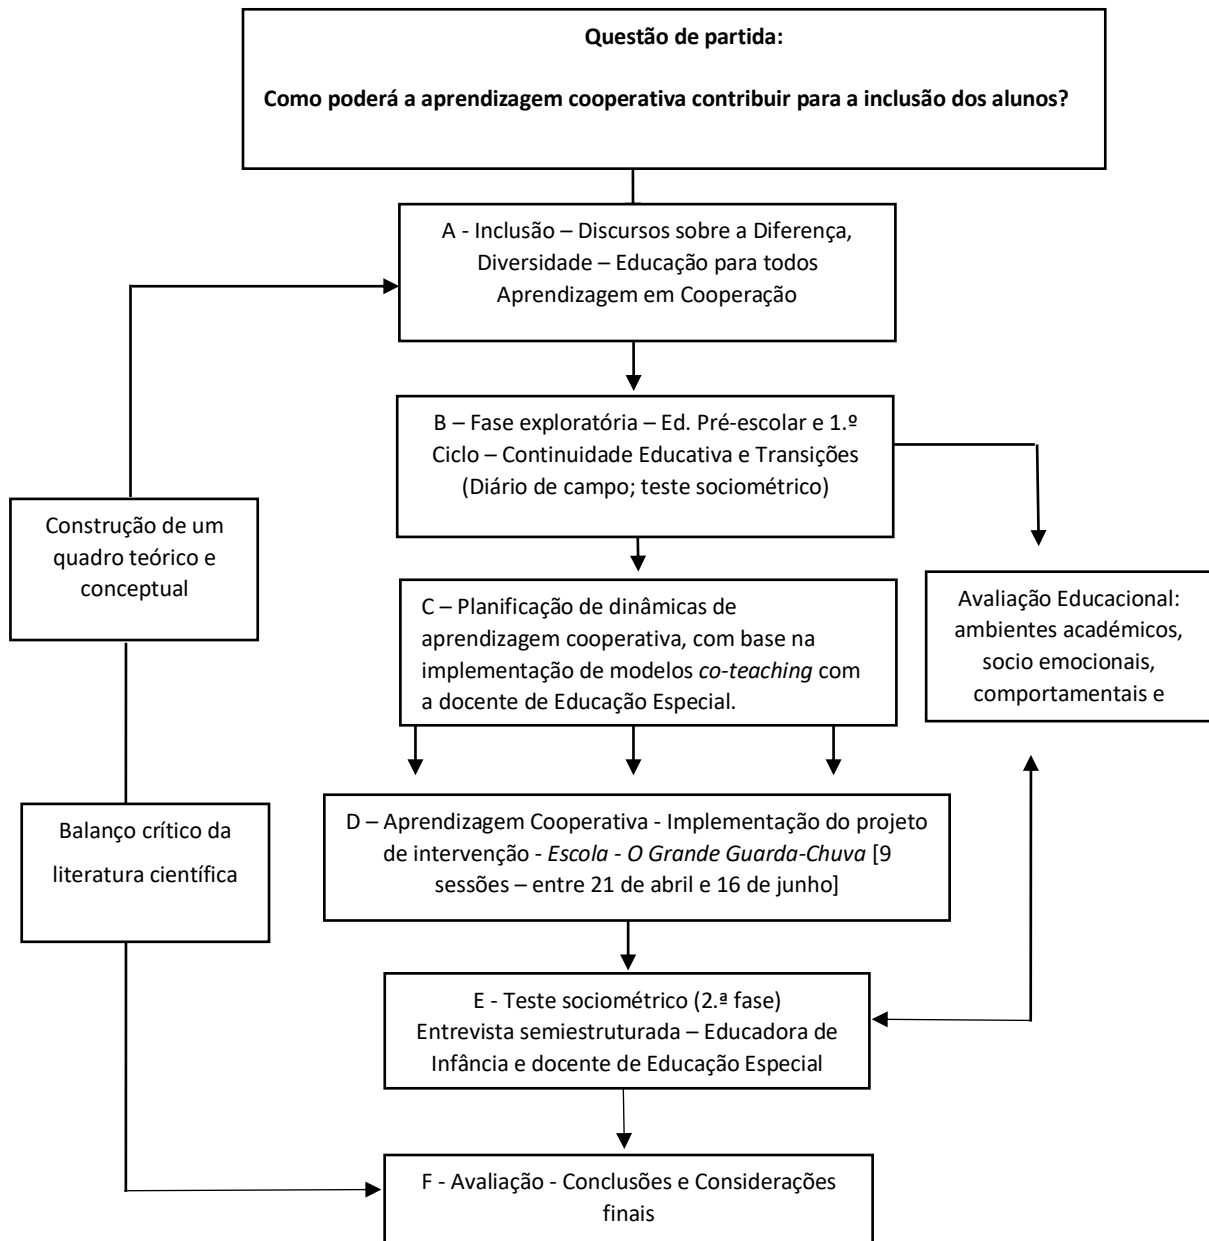 Questão de partida:
Como poderá a aprendizagem cooperativa contribuir para a inclusão dos alunos?
A - Inclusão – Discursos sobre a Diferença,
Diversidade – Educação para todos
Aprendizagem em Cooperação
B – Fase exploratória – Ed. Pré-escolar e 1.º
Ciclo – Continuidade Educativa e Transições
(Diário de campo; teste sociométrico)
Construção de um
quadro teórico e
conceptual
C – Planificação de dinâmicas de
aprendizagem cooperativa, com base na
implementação de modelos co-teaching com
a docente de Educação Especial.
Avaliação Educacional:
ambientes académicos,
socio emocionais,
comportamentais e
Balanço crítico da
literatura científica
D – Aprendizagem Cooperativa - Implementação do projeto
de intervenção - Escola - O Grande Guarda-Chuva [9
sessões – entre 21 de abril e 16 de junho]
E - Teste sociométrico (2.ª fase)
Entrevista semiestruturada – Educadora de
Infância e docente de Educação Especial
F - Avaliação - Conclusões e Considerações
finais